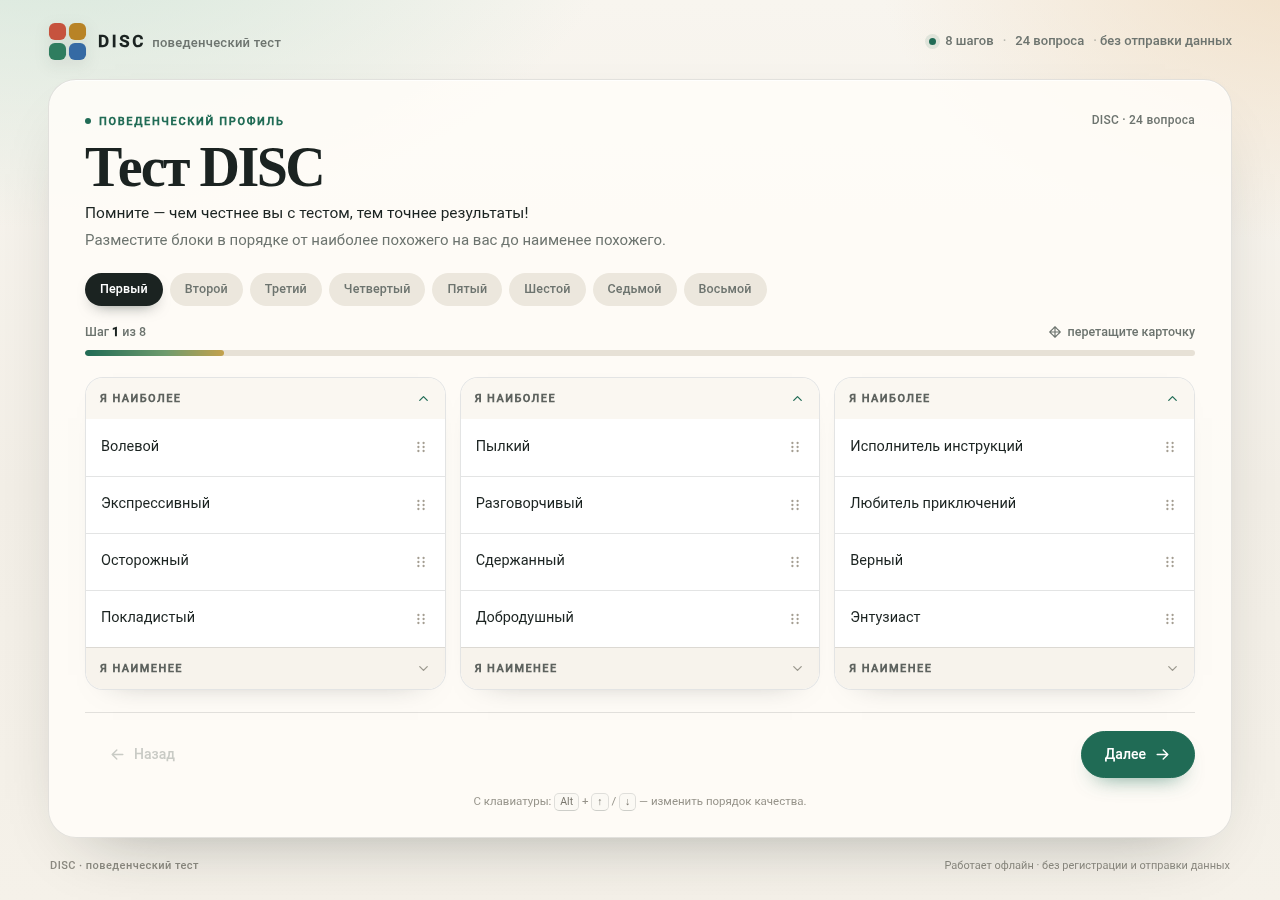 DISC поведенческий тест
8 шагов · 24 вопроса · без отправки данных
ПОВЕДЕНЧЕСКИЙ ПРОФИЛЬ
DISC · 24 вопроса
Тест DISC
Помните — чем честнее вы с тестом, тем точнее результаты!
Разместите блоки в порядке от наиболее похожего на вас до наименее похожего.
Первый Второй Третий Четвертый Пятый Шестой Седьмой Восьмой
Шаг 1 из 8
перетащите карточку
Я НАИБОЛЕЕ
Волевой
Экспрессивный
Осторожный
Покладистый
Я НАИМЕНЕЕ
Я НАИБОЛЕЕ
Пылкий
Разговорчивый
Сдержанный
Добродушный
Я НАИМЕНЕЕ
Я НАИБОЛЕЕ
Исполнитель инструкций
Любитель приключений
Верный
Энтузиаст
Я НАИМЕНЕЕ
← Назад
Далее →
С клавиатуры: Alt + ↑ / ↓ — изменить порядок качества.
DISC · поведенческий тест
Работает офлайн · без регистрации и отправки данных